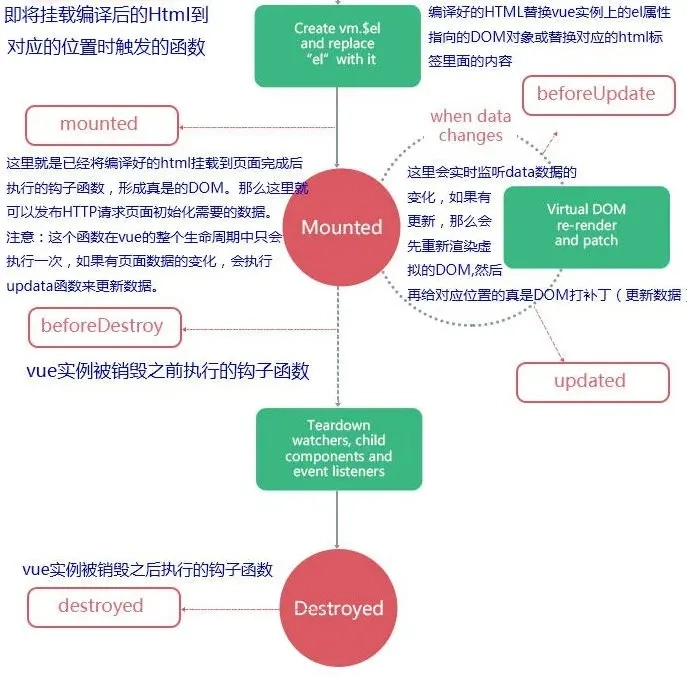 即将挂载编译后的Html到
对应的位置时触发的函数
Create vm.$el
and replace
“el” with it
编译好的HTML替换vue实例上的el属性
指向的DOM对象或替换对应的html标
签里面的内容
beforeUpdate
when data
changes
mounted
这里就是已经将编译好的html挂载到页面完成后
执行的钩子函数，形成真是的DOM。那么这里就
可以发布HTTP请求页面初始化需要的数据。
注意：这个函数在vue的整个生命周期中只会
执行一次，如果有页面数据的变化，会执行
updata函数来更新数据。
Mounted
这里会实时监听data数据的
变化，如果有
更新，那么会
先重新渲染虚
拟的DOM,然后
再给对应位置的真是DOM打补丁（更新数据）
Virtual DOM
re-render
and patch
beforeDestroy
vue实例被销毁之前执行的钩子函数
updated
Teardown
watchers, child
components and
event listeners
vue实例被销毁之后执行的钩子函数
destroyed
Destroyed